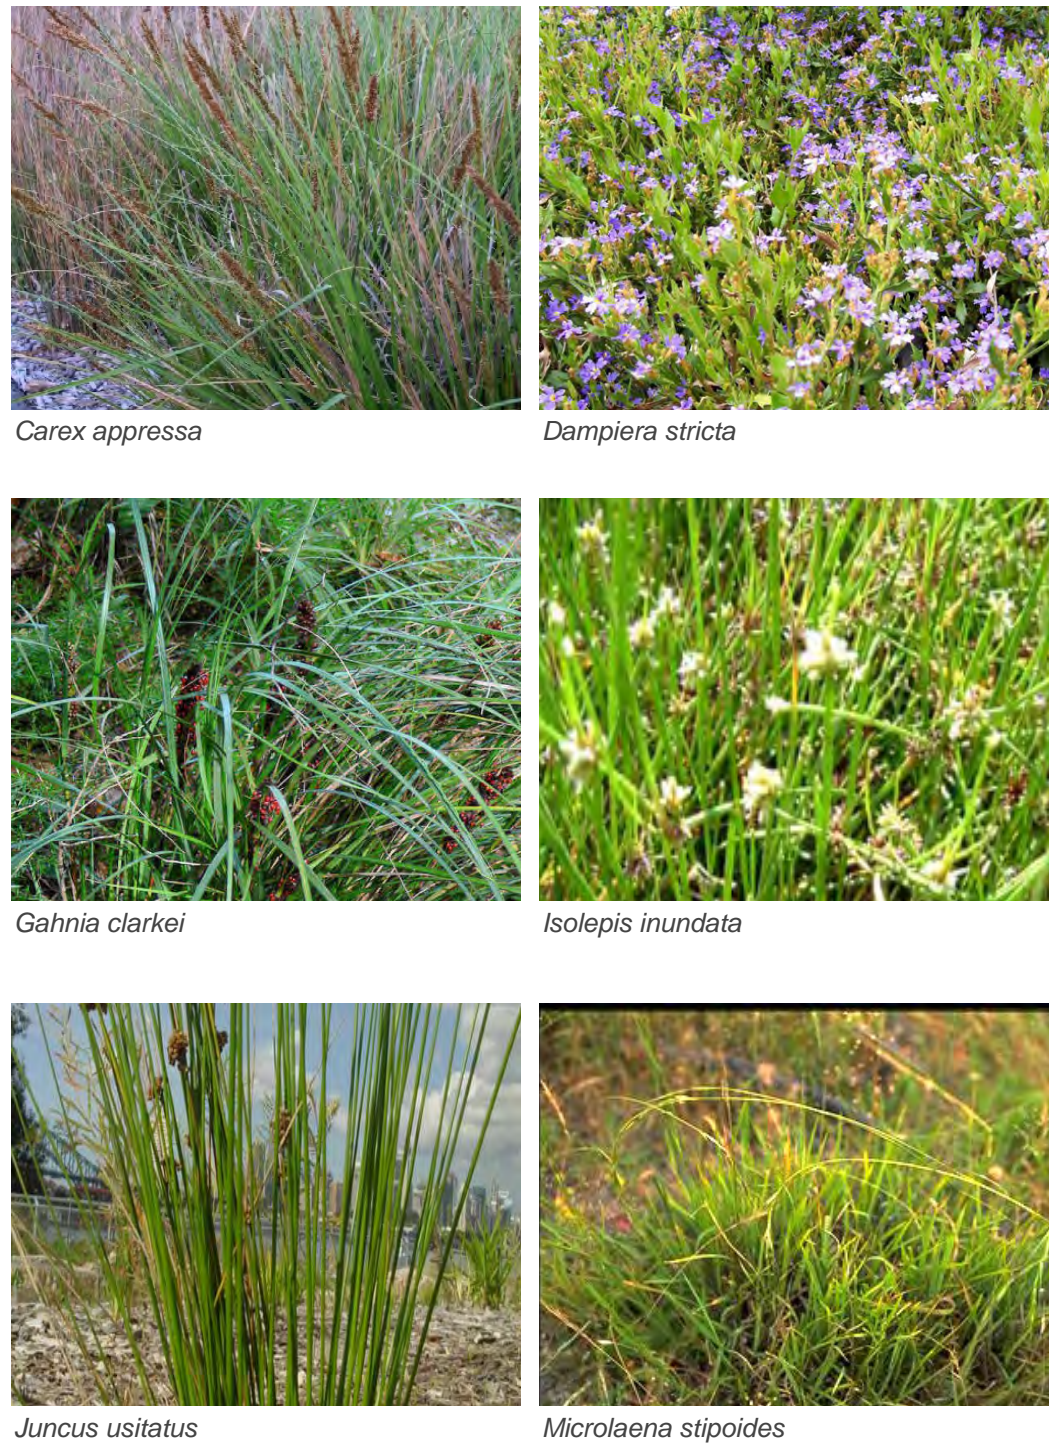 Carex appressa
Dampiera stricta
Gahnia clarkei
Isolepis inundata
Juncus usitatus
Microlaena stipoides